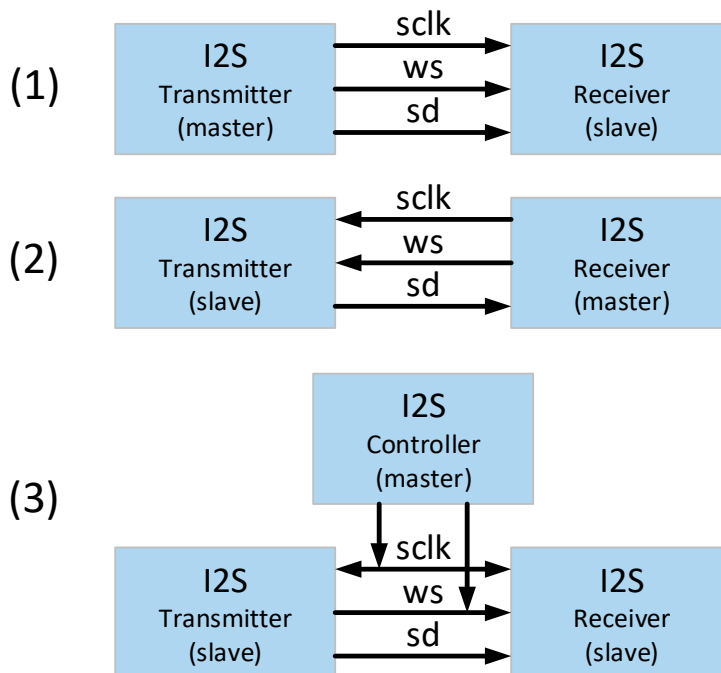 (1)
I2S
Transmitter
(master)
sclk
ws
sd
I2S
Receiver
(slave)
(2)
I2S
Transmitter
(slave)
sclk
ws
sd
I2S
Receiver
(master)
(3)
I2S
Controller
(master)
I2S
Transmitter
(slave)
sclk
ws
sd
I2S
Receiver
(slave)